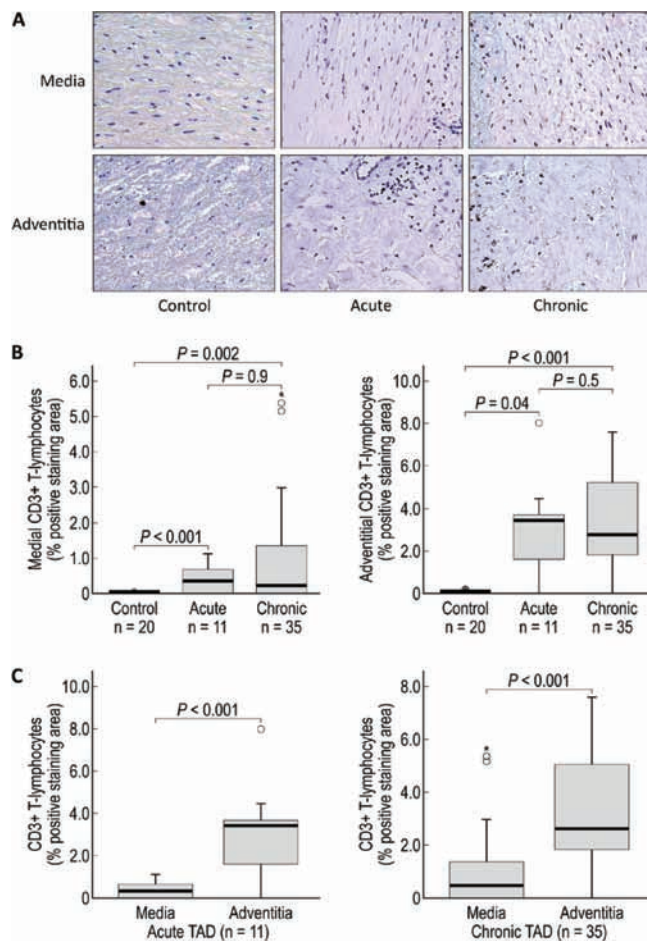 A
Media
Adventitia
Control Acute Chronic
B
Medial CD3+ T-lymphocytes
(% positive staining area)
P = 0.002
P = 0.9
P < 0.001
6.0
5.0
4.0
3.0
2.0
1.0
0
Control Acute Chronic
n = 20 n = 11 n = 35
Adventitial CD3+ T-lymphocytes
(% positive staining area)
P < 0.001
P = 0.5
P = 0.04
10.0
8.0
6.0
4.0
2.0
0
Control Acute Chronic
n = 20 n = 11 n = 35
C
CD3+ T-lymphocytes
(% positive staining area)
P < 0.001
10.0
8.0
6.0
4.0
2.0
0
Media Adventitia
Acute TAD (n = 11)
CD3+ T-lymphocytes
(% positive staining area)
P < 0.001
8.0
6.0
4.0
2.0
0
Media Adventitia
Chronic TAD (n = 35)